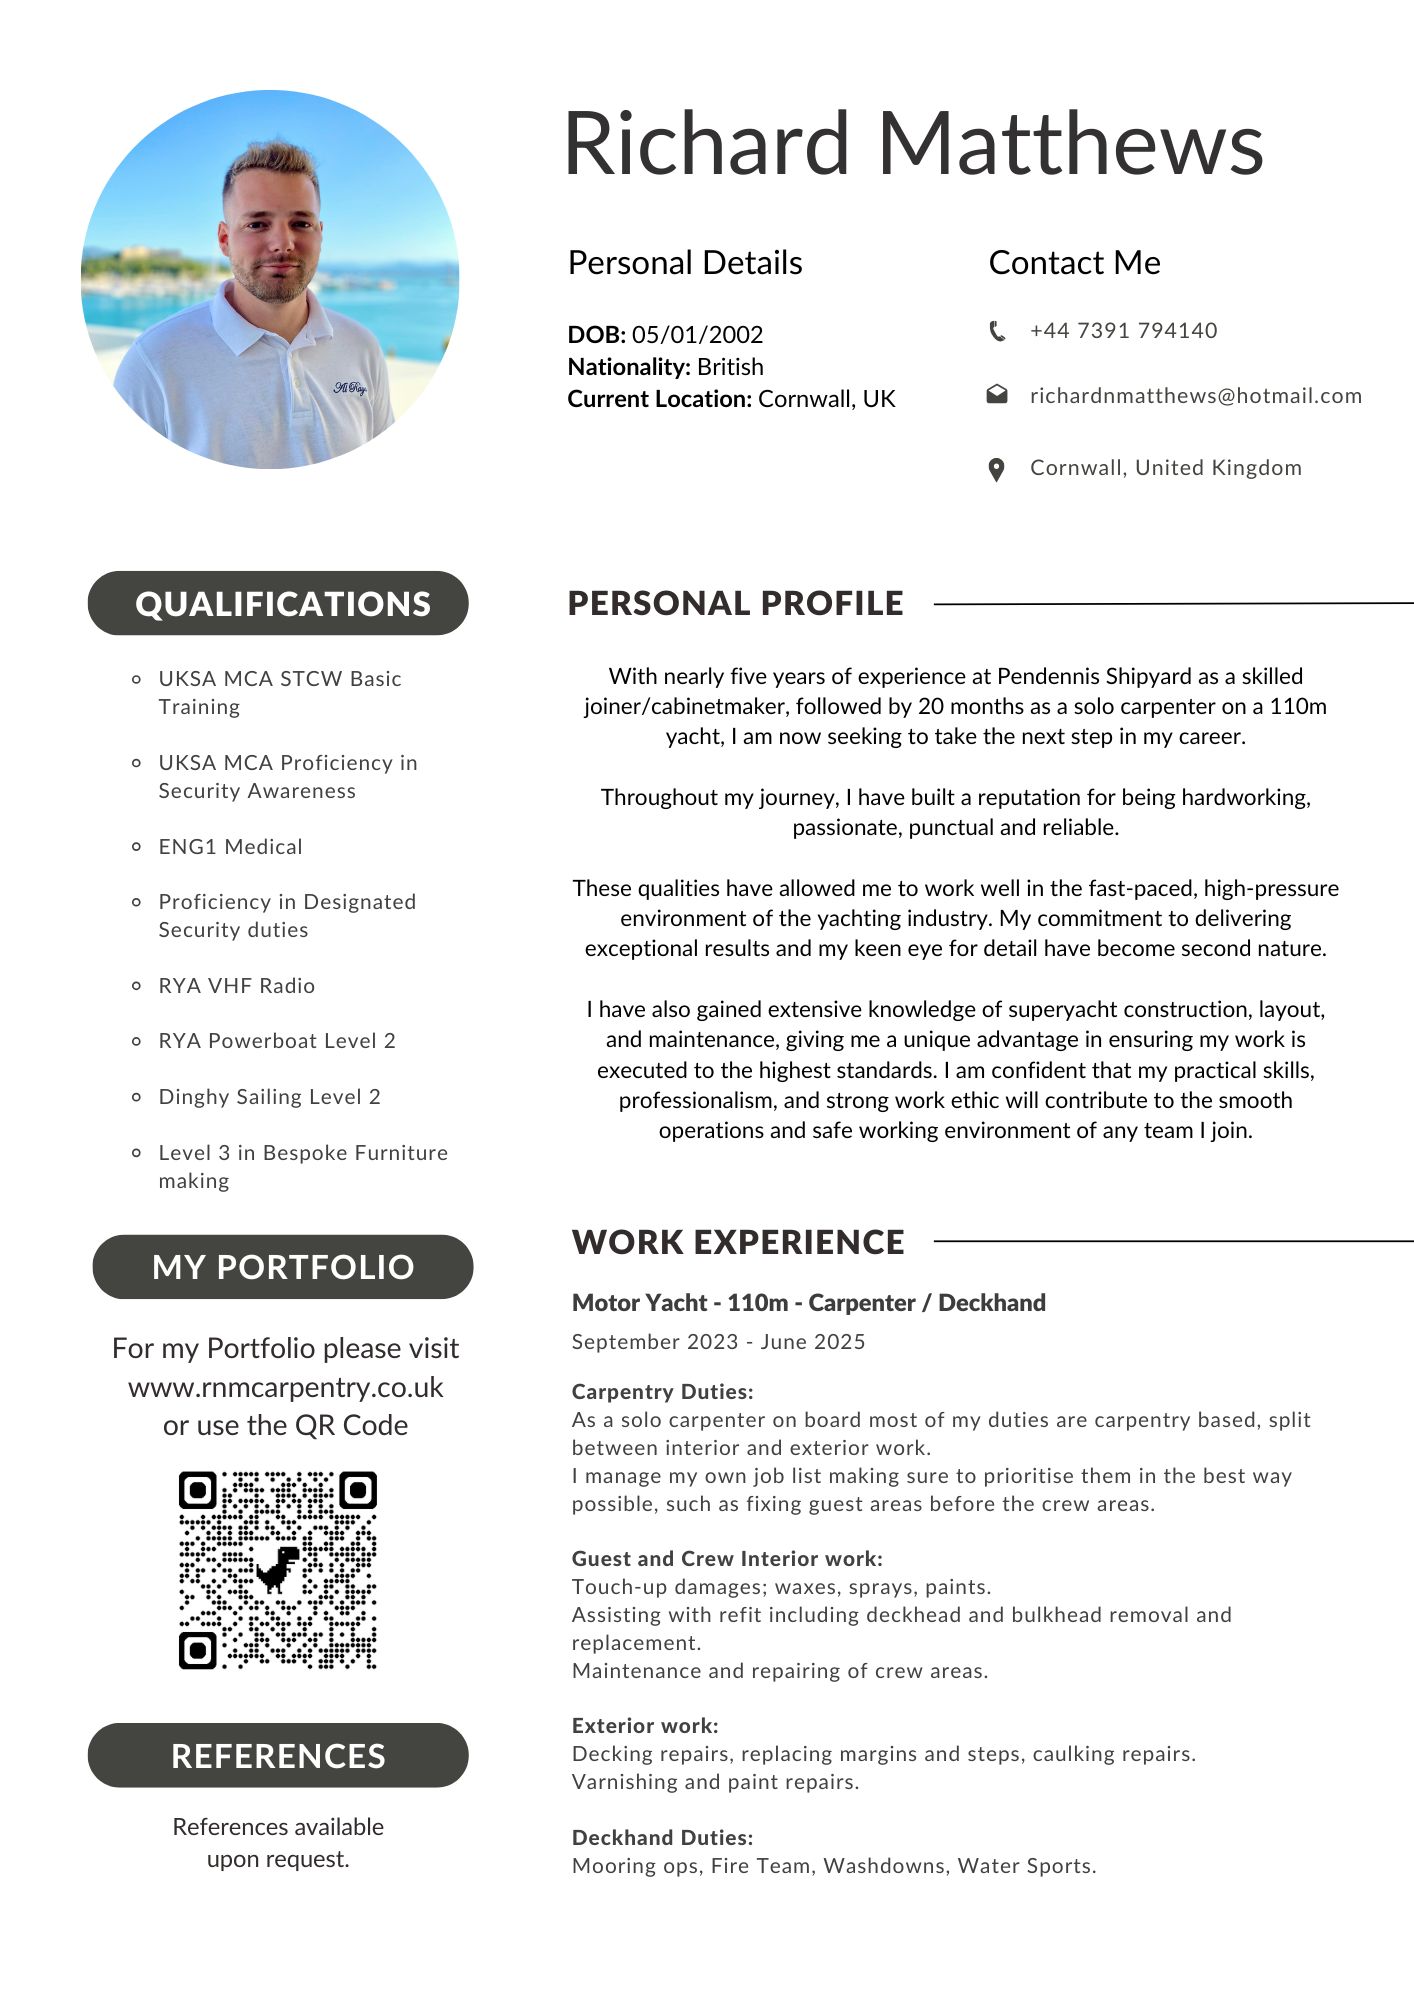 Richard Matthews
Personal Details
DOB: 05/01/2002
Nationality: British
Current Location: Cornwall, UK
Contact Me
+44 7391 794140
richardnmatthews@hotmail.com
Cornwall, United Kingdom
QUALIFICATIONS
UKSA MCA STCW Basic
Training
UKSA MCA Proficiency in
Security Awareness
ENG1 Medical
Proficiency in Designated
Security duties
RYA VHF Radio
RYA Powerboat Level 2
Dinghy Sailing Level 2
Level 3 in Bespoke Furniture
making
MY PORTFOLIO
For my Portfolio please visit
www.rnmcarpentry.co.uk
or use the QR Code
REFERENCES
References available
upon request.
PERSONAL PROFILE
With nearly five years of experience at Pendennis Shipyard as a skilled
joiner/cabinetmaker, followed by 20 months as a solo carpenter on a 110m
yacht, I am now seeking to take the next step in my career.
Throughout my journey, I have built a reputation for being hardworking,
passionate, punctual and reliable.
These qualities have allowed me to work well in the fast-paced, high-pressure
environment of the yachting industry. My commitment to delivering
exceptional results and my keen eye for detail have become second nature.
I have also gained extensive knowledge of superyacht construction, layout,
and maintenance, giving me a unique advantage in ensuring my work is
executed to the highest standards. I am confident that my practical skills,
professionalism, and strong work ethic will contribute to the smooth
operations and safe working environment of any team I join.
WORK EXPERIENCE
Motor Yacht - 110m - Carpenter / Deckhand
September 2023 - June 2025
Carpentry Duties:
As a solo carpenter on board most of my duties are carpentry based, split
between interior and exterior work.
I manage my own job list making sure to prioritise them in the best way
possible, such as fixing guest areas before the crew areas.
Guest and Crew Interior work:
Touch-up damages; waxes, sprays, paints.
Assisting with refit including deckhead and bulkhead removal and
replacement.
Maintenance and repairing of crew areas.
Exterior work:
Decking repairs, replacing margins and steps, caulking repairs.
Varnishing and paint repairs.
Deckhand Duties:
Mooring ops, Fire Team, Washdowns, Water Sports.